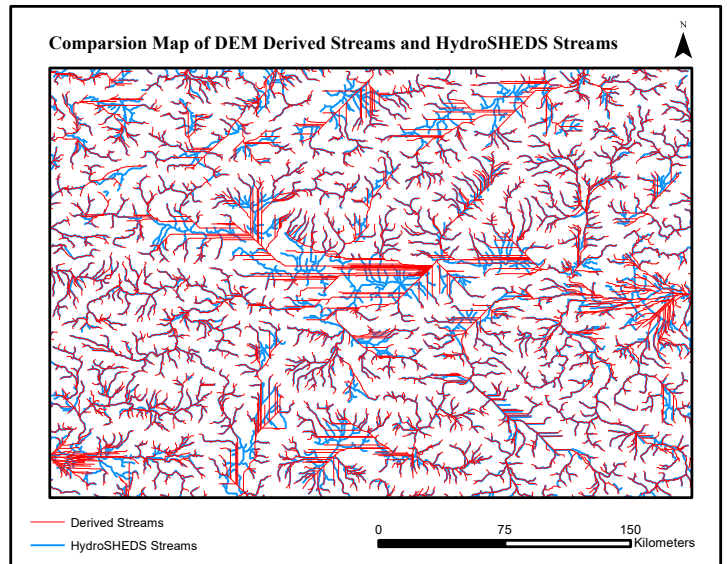 N
Comparsion Map of DEM Derived Streams and HydroSHEDS Streams
Derived Streams
HydroSHEDS Streams
0 75 150
Kilometers